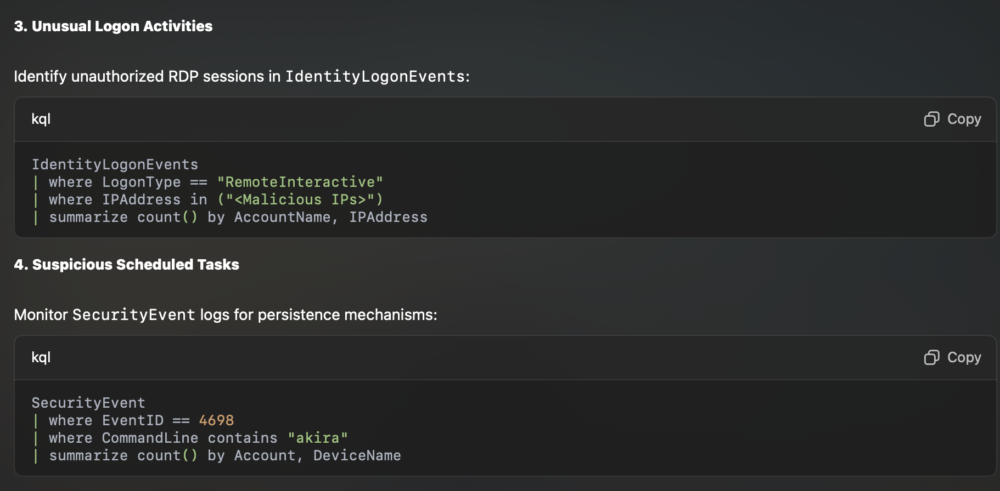 3. Unusual Logon Activities
Identify unauthorized RDP sessions in IdentityLogonEvents:
kql
Copy
IdentityLogonEvents
| where LogonType == "RemoteInteractive"
| where IPAddress in ("<Malicious IPs>")
| summarize count() by AccountName, IPAddress
4. Suspicious Scheduled Tasks
Monitor SecurityEvent logs for persistence mechanisms:
kql
Copy
SecurityEvent
| where EventID == 4698
| where CommandLine contains "akira"
| summarize count() by Account, DeviceName